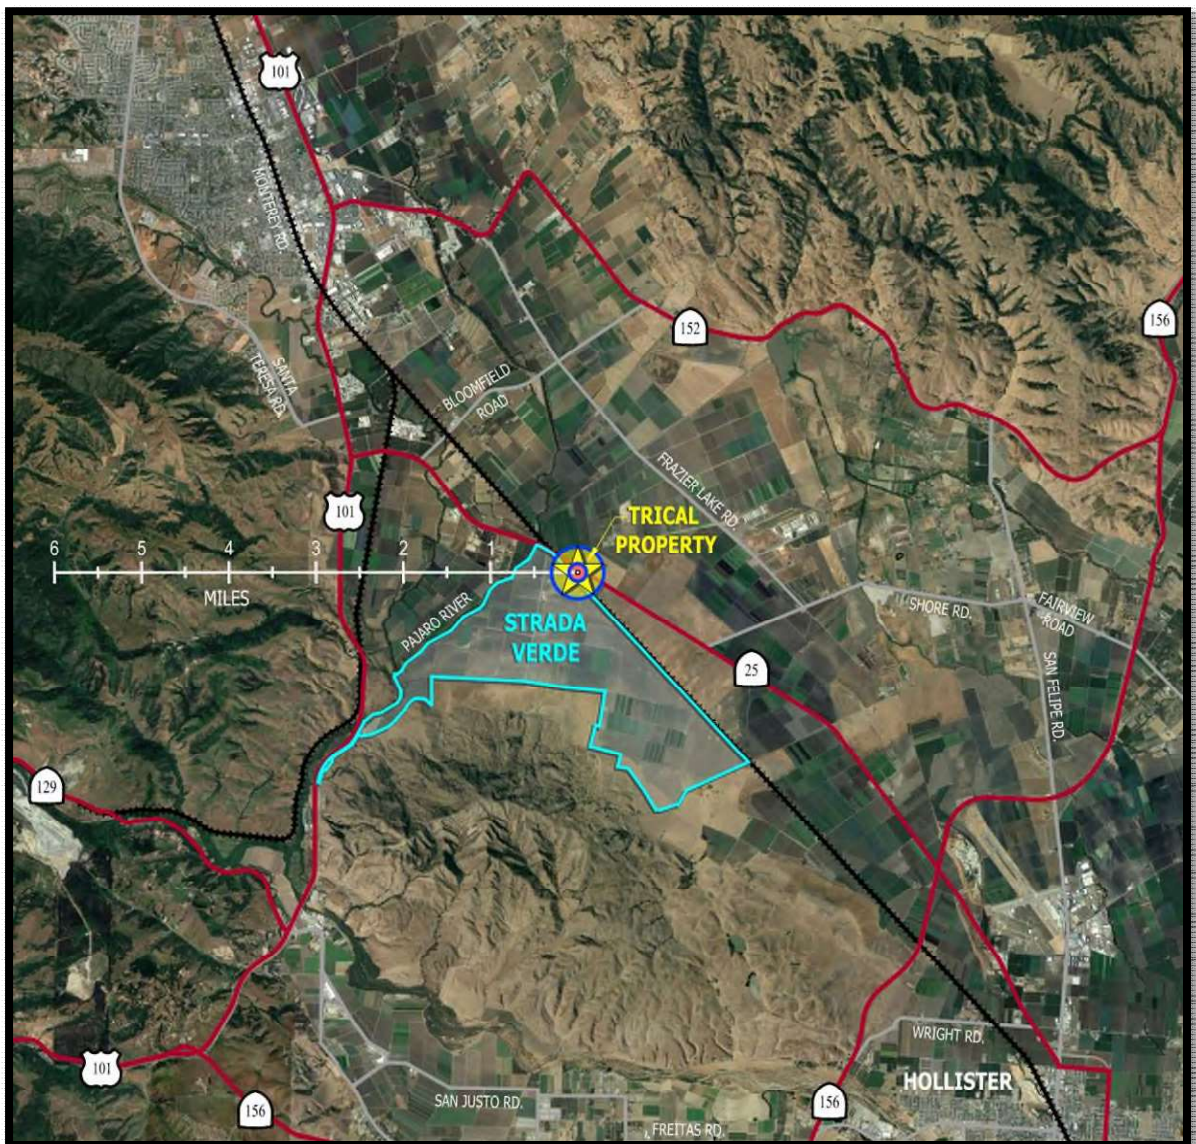 101
MONTEREY RD.
152
156
SANTA
TERESA RD.
BLOOMFIELD
ROAD
FRAZIER LAKE RD.
101
TRICAL
PROPERTY
6 5 4 3 2 1
MILES
PAJARO RIVER
STRADA
VERDE
SHORE RD.
FAIRVIEW
ROAD
25
SAN FELIPE RD.
129
WRIGHT RD.
101
HOLLISTER
156
SAN JUSTO RD.
156
FREITAS RD.